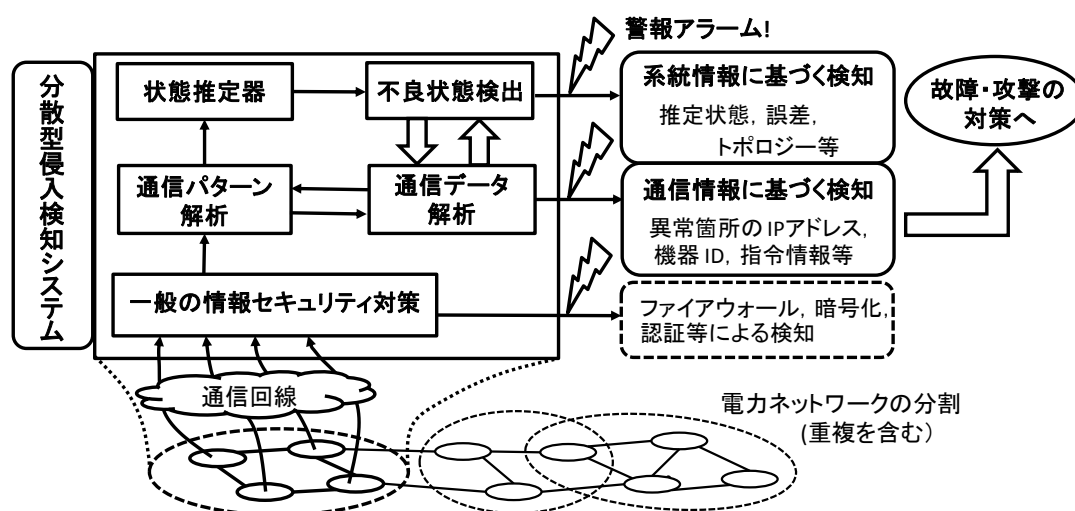 分散型侵入検知システム
状態推定器
不良状態検出
通信パターン
解析
通信データ
解析
一般の情報セキュリティ対策
警報アラーム!
系統情報に基づく検知
推定状態, 誤差,
トポロジー等
通信情報に基づく検知
異常箇所のIPアドレス,
機器ID, 指令情報等
ファイアウォール, 暗号化,
認証等による検知
故障・攻撃の
対策へ
通信回線
電力ネットワークの分割
(重複を含む)